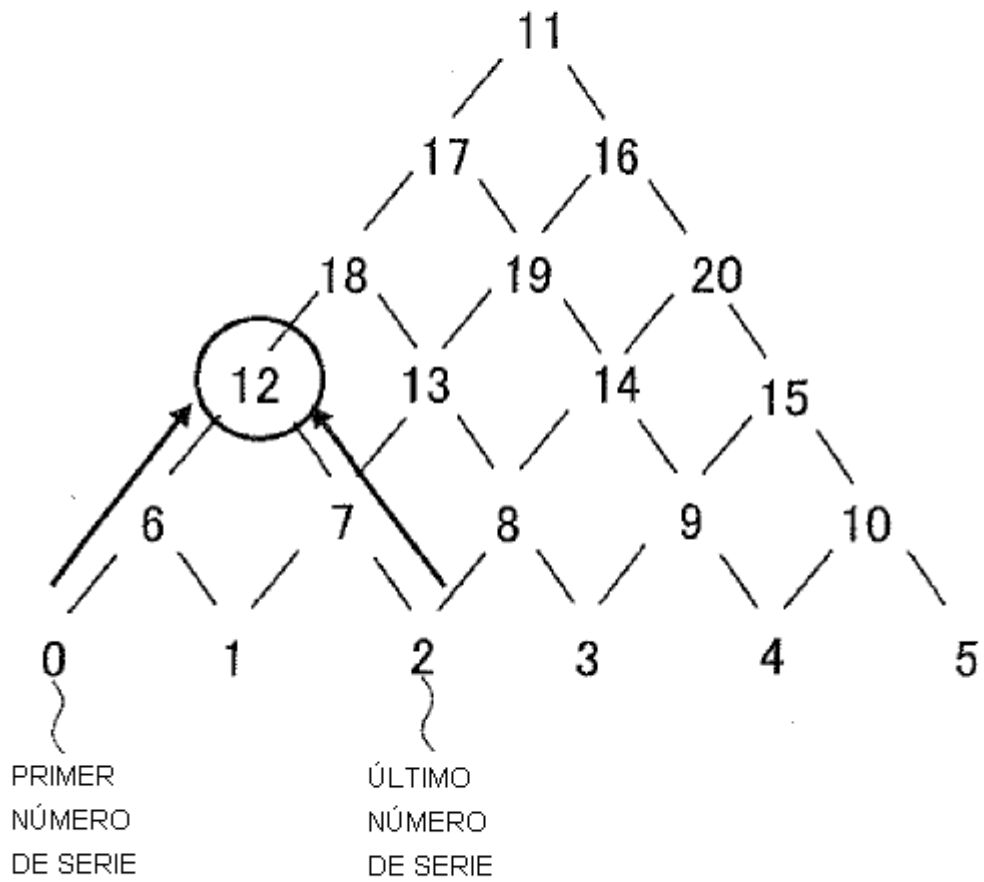 11
17 16
18 19 20
12 13 14 15
6 7 8 9 10
0 1 2 3 4 5
PRIMER
NÚMERO
DE SERIE
ÚLTIMO
NÚMERO
DE SERIE